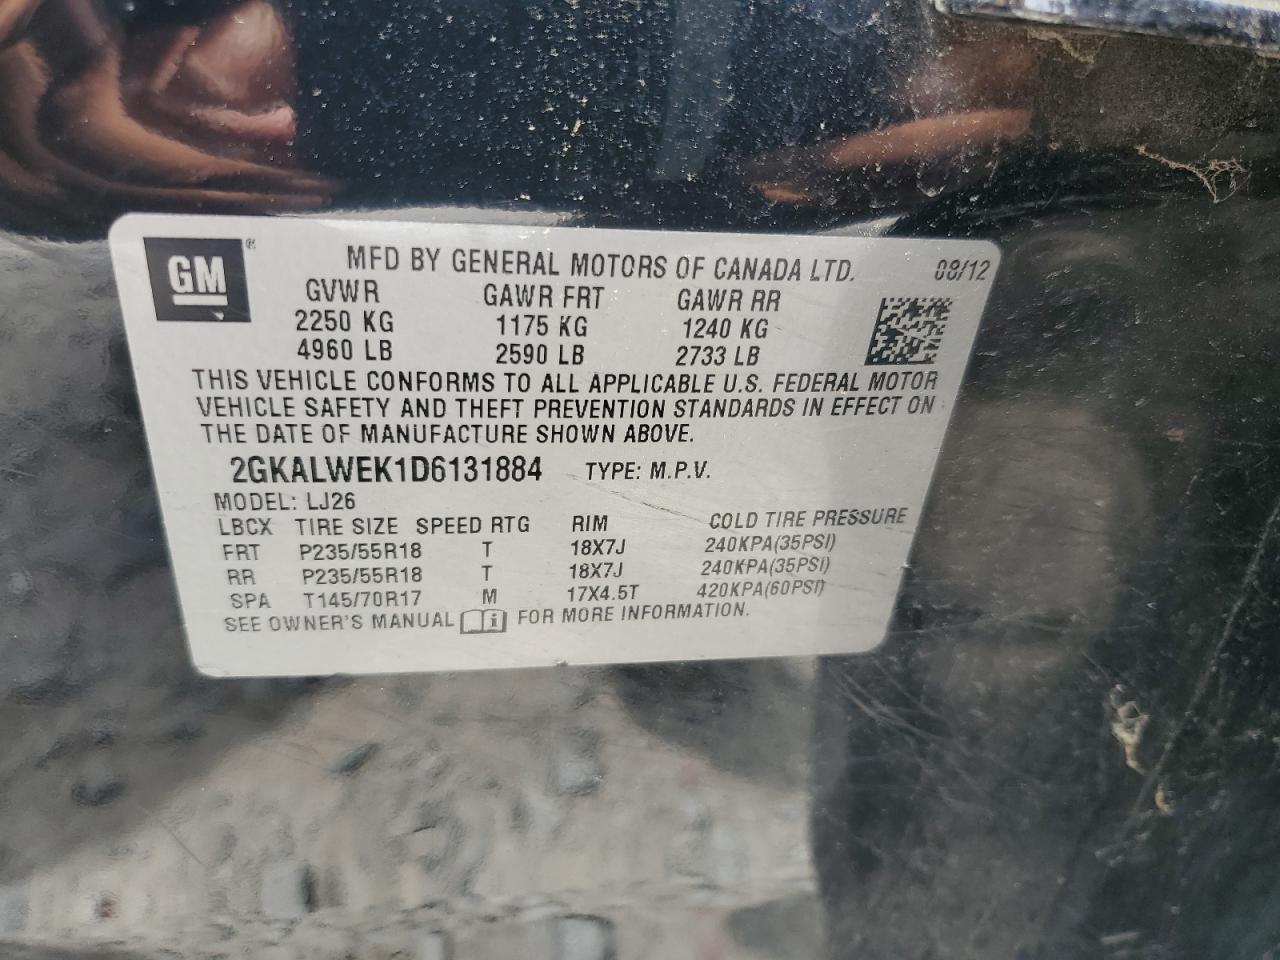 GM ®
MFD BY GENERAL MOTORS OF CANADA LTD. 08/12
GVWR GAWR FRT GAWR RR
2250 KG 1175 KG 1240 KG
4960 LB 2590 LB 2733 LB
THIS VEHICLE CONFORMS TO ALL APPLICABLE U.S. FEDERAL MOTOR
VEHICLE SAFETY AND THEFT PREVENTION STANDARDS IN EFFECT ON
THE DATE OF MANUFACTURE SHOWN ABOVE.
2GKALWEK1D6131884 TYPE: M.P.V.
MODEL: LJ26
LBCX TIRE SIZE SPEED RTG RIM COLD TIRE PRESSURE
FRT P235/55R18 T 18X7J 240KPA(35PSI)
RR P235/55R18 T 18X7J 240KPA(35PSI)
SPA T145/70R17 M 17X4.5T 420KPA(60PSI)
SEE OWNER'S MANUAL i FOR MORE INFORMATION.